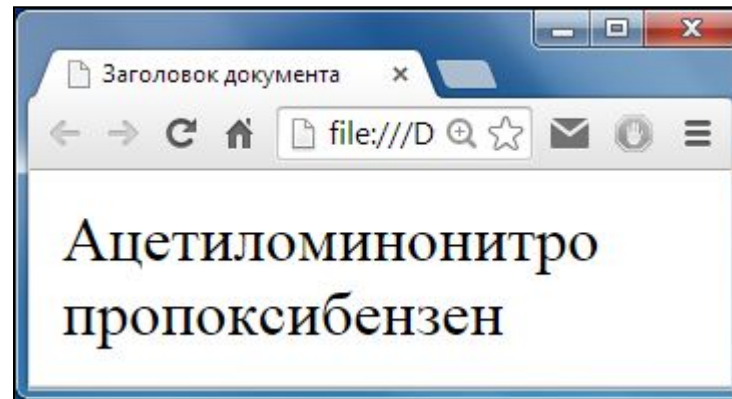 Заголовок документа
file:///D
Ацетиломинонитро
пропоксибензен